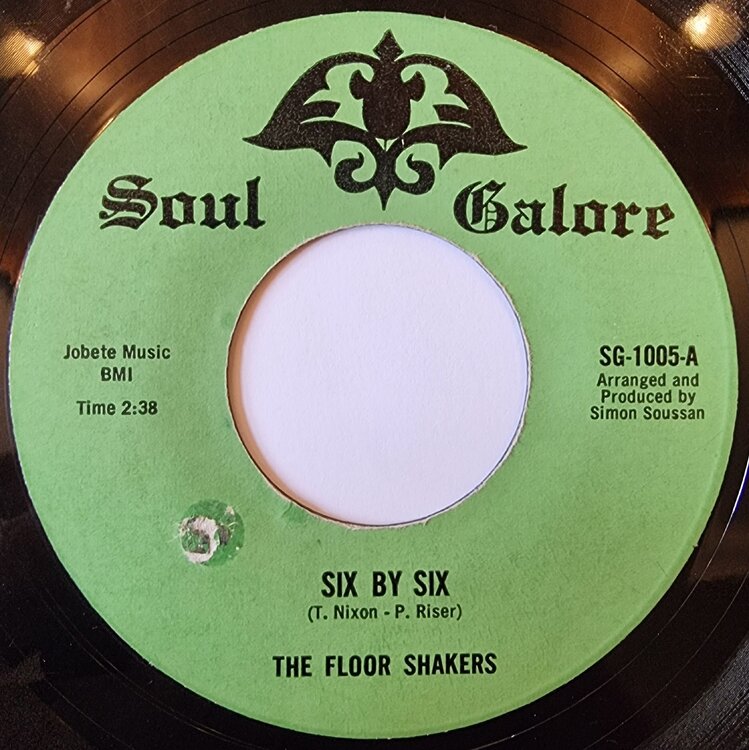 Soul Galore
Jobete Music
BMI
Time 2:38
SG-1005-A
Arranged and
Produced by
Simon Soussan
SIX BY SIX
(T. Nixon - P. Riser)
THE FLOOR SHAKERS